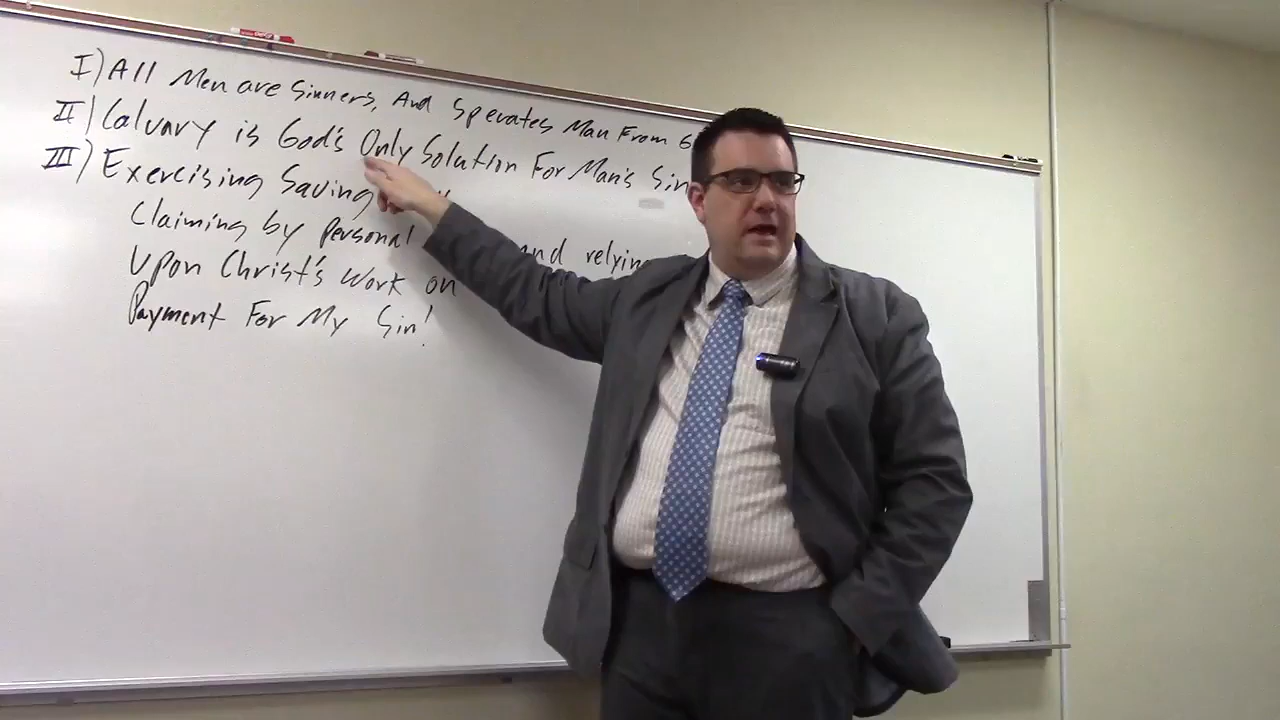 I) All Men are Sinners, And Sperates Man From G
II) Calvary is God's Only Solution For Man's Sin
III) Exercising Saving
Claiming by personal and relying
Upon Christ's work on
Payment For My Sin!